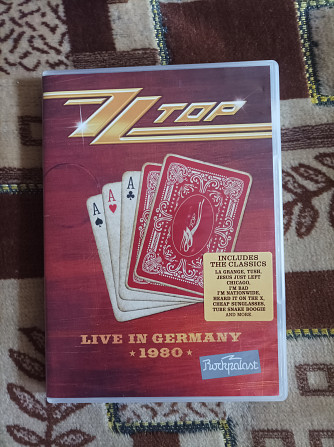 ZZ TOP
A
A
A
INCLUDES
THE CLASSICS
LA GRANGE, TUSH,
JESUS JUST LEFT
CHICAGO,
I'M BAD
I'M NATIONWIDE,
HEARD IT ON THE X,
CHEAP SUNGLASSES,
TUBE SNAKE BOOGIE
AND MORE
LIVE IN GERMANY
1980
Rockpalast